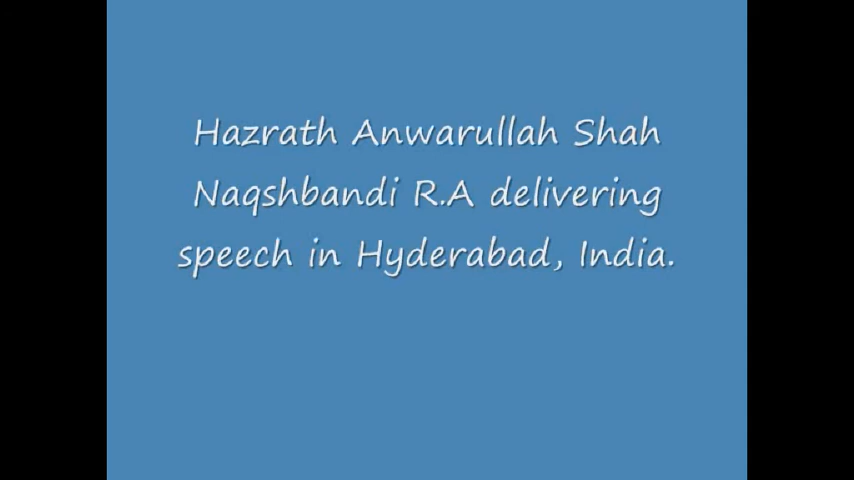 Hazrath Anwarullah Shah
Naqshbandi R.A delivering
speech in Hyderabad, India.